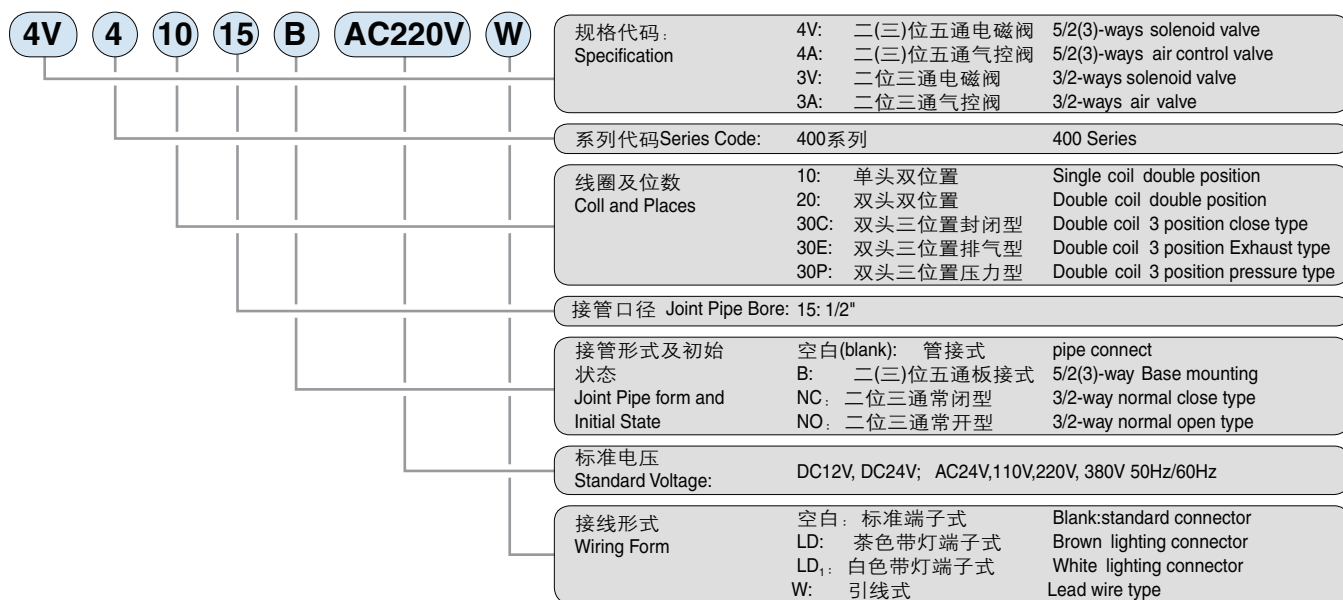 4V 4 10 15 B AC220V W
规格代码: 4V: 二(三)位五通电磁阀 5/2(3)-ways solenoid valve
Specification 4A: 二(三)位五通气控阀 5/2(3)-ways air control valve
3V: 二位三通电磁阀 3/2-ways solenoid valve
3A: 二位三通气控阀 3/2-ways air valve
系列代码Series Code: 400系列 400 Series
线圈及位数 10: 单头双位置 Single coil double position
Coll and Places 20: 双头双位置 Double coil double position
30C: 双头三位置封闭型 Double coil 3 position close type
30E: 双头三位置排气型 Double coil 3 position Exhaust type
30P: 双头三位置压力型 Double coil 3 position pressure type
接管口径 Joint Pipe Bore: 15: 1/2"
接管形式及初始 空白(blank): 管接式 pipe connect
状态 B: 二(三)位五通板接式 5/2(3)-way Base mounting
Joint Pipe form and NC: 二位三通常闭型 3/2-way normal close type
Initial State NO: 二位三通常开型 3/2-way normal open type
标准电压
Standard Voltage: DC12V, DC24V; AC24V,110V,220V, 380V 50Hz/60Hz
接线形式 空白: 标准端子式 Blank:standard connector
Wiring Form LD: 茶色带灯端子式 Brown lighting connector
LD₁: 白色带灯端子式 White lighting connector
W: 引线式 Lead wire type